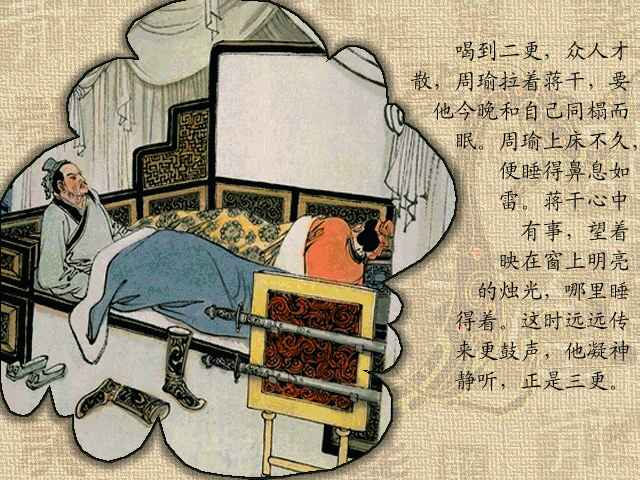 喝到二更，众人才
散，周瑜拉着蒋干，要
他今晚和自己同榻而
眠。周瑜上床不久，
便睡得鼻息如
雷。蒋干心中
有事，望着
映在窗上明亮
的烛光，哪里睡
得着。这时远远传
来更鼓声，他凝神
静听，正是三更。